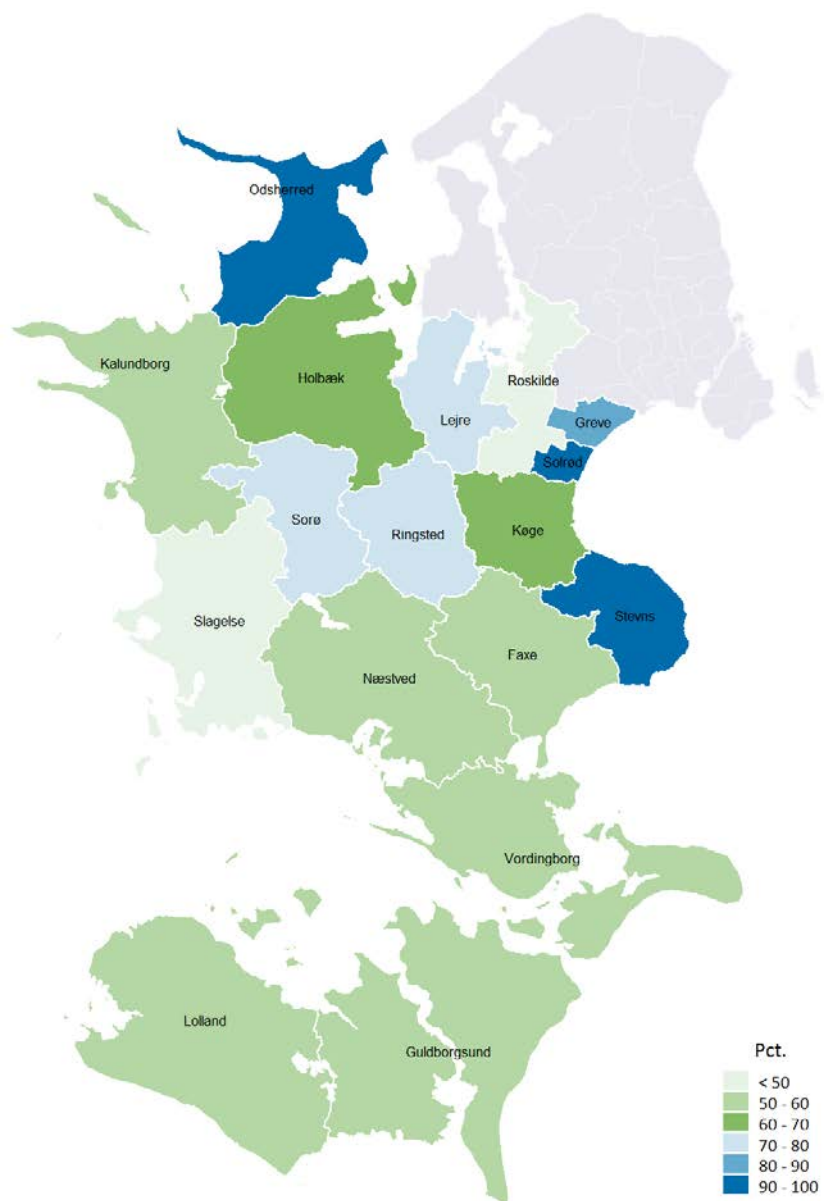 Odsherred
Kalundborg
Holbæk
Roskilde
Lejre
Greve
Solrød
Sorø
Ringsted
Køge
Slagelse
Stevns
Faxe
Næstved
Vordingborg
Lolland
Guldborgsund
Pct.
< 50
50 - 60
60 - 70
70 - 80
80 - 90
90 - 100